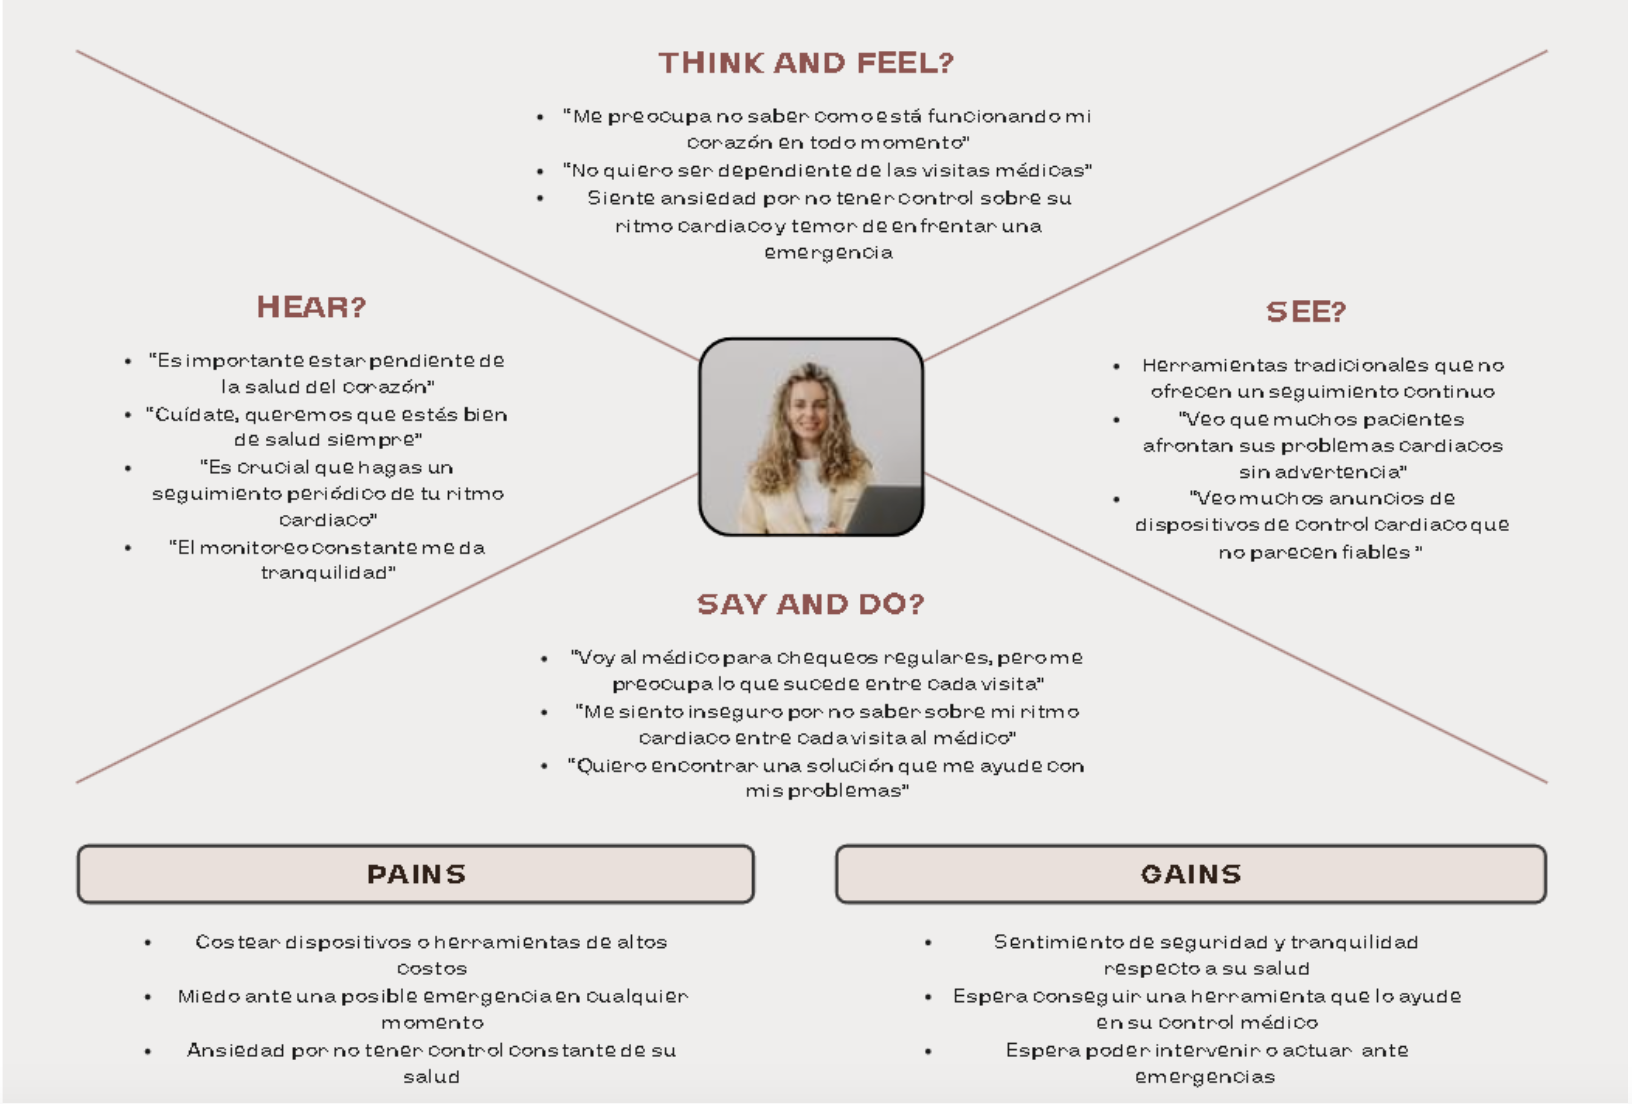 THINK AND FEEL?
• "Me preocupa no saber como está funcionando mi
corazón en todo momento"
• "No quiero ser dependiente de las visitas médicas"
• Siente ansiedad por no tener control sobre su
ritmo cardiaco y temor de enfrentar una
emergencia
HEAR?
• "Es importante estar pendiente de
la salud del corazón"
• "Cuídate, queremos que estés bien
de salud siempre"
• "Es crucial que hagas un
seguimiento periódico de tu ritmo
cardiaco"
• "El monitoreo constante me da
tranquilidad"
SEE?
• Herramientas tradicionales que no
ofrecen un seguimiento continuo
• "Veo que muchos pacientes
afrontan sus problemas cardiacos
sin advertencia"
• "Veo muchos anuncios de
dispositivos de control cardiaco que
no parecen fiables "
SAY AND DO?
• "Voy al médico para chequeos regulares, pero me
preocupa lo que sucede entre cada visita"
• "Me siento inseguro por no saber sobre mi ritmo
cardiaco entre cada visita al médico"
• "Quiero encontrar una solución que me ayude con
mis problemas"
PAINS
• Costear dispositivos o herramientas de altos
costos
• Miedo ante una posible emergencia en cualquier
momento
• Ansiedad por no tener control constante de su
salud
GAINS
• Sentimiento de seguridad y tranquilidad
respecto a su salud
• Espera conseguir una herramienta que lo ayude
en su control médico
• Espera poder intervenir o actuar ante
emergencias